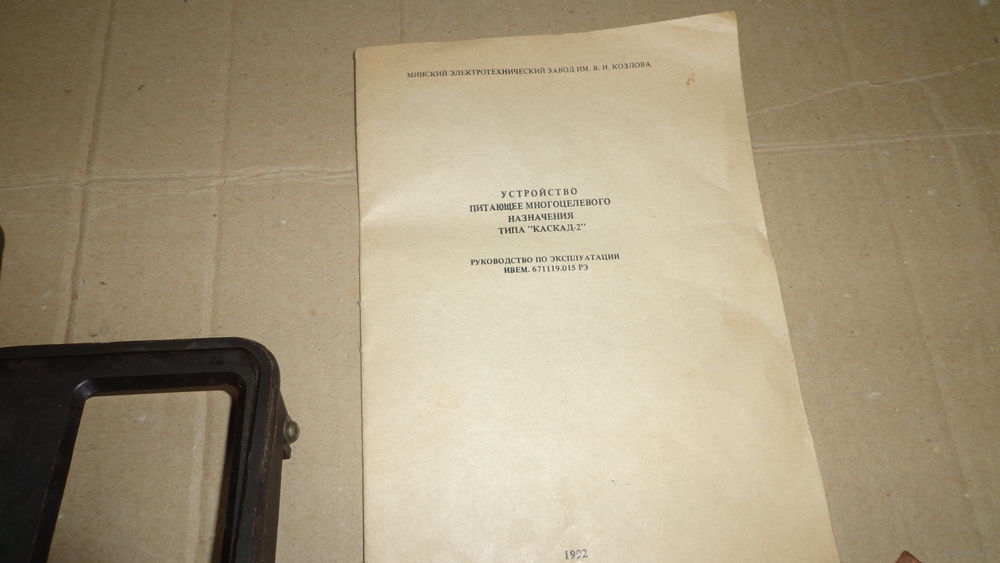 МИНСКИЙ ЭЛЕКТРОТЕХНИЧЕСКИЙ ЗАВОД ИМ. В. И. КОЗЛОВА
УСТРОЙСТВО
ПИТАЮЩЕЕ МНОГОЦЕЛЕВОГО
НАЗНАЧЕНИЯ
ТИПА "КАСКАД-2"
РУКОВОДСТВО ПО ЭКСПЛУАТАЦИИ
ИВЕМ. 671119.015 РЭ
1992